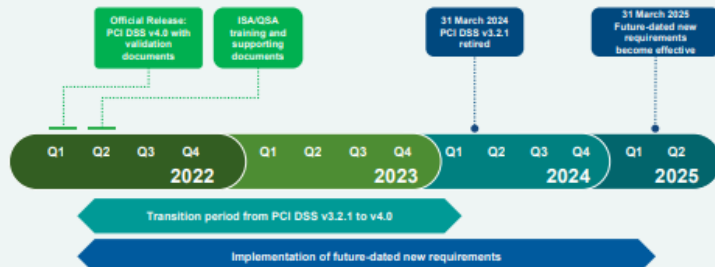 Official Release:
PCI DSS v4.0 with
validation
documents
ISA/QSA
training and
supporting
documents
31 March 2024
PCI DSS v3.2.1
retired
31 March 2025
Future-dated new
requirements
become effective
Q1 Q2 Q3 Q4
2022
Q1 Q2 Q3 Q4
2023
Q1 Q2 Q3 Q4
2024
Q1 Q2
2025
Transition period from PCI DSS v3.2.1 to v4.0
Implementation of future-dated new requirements